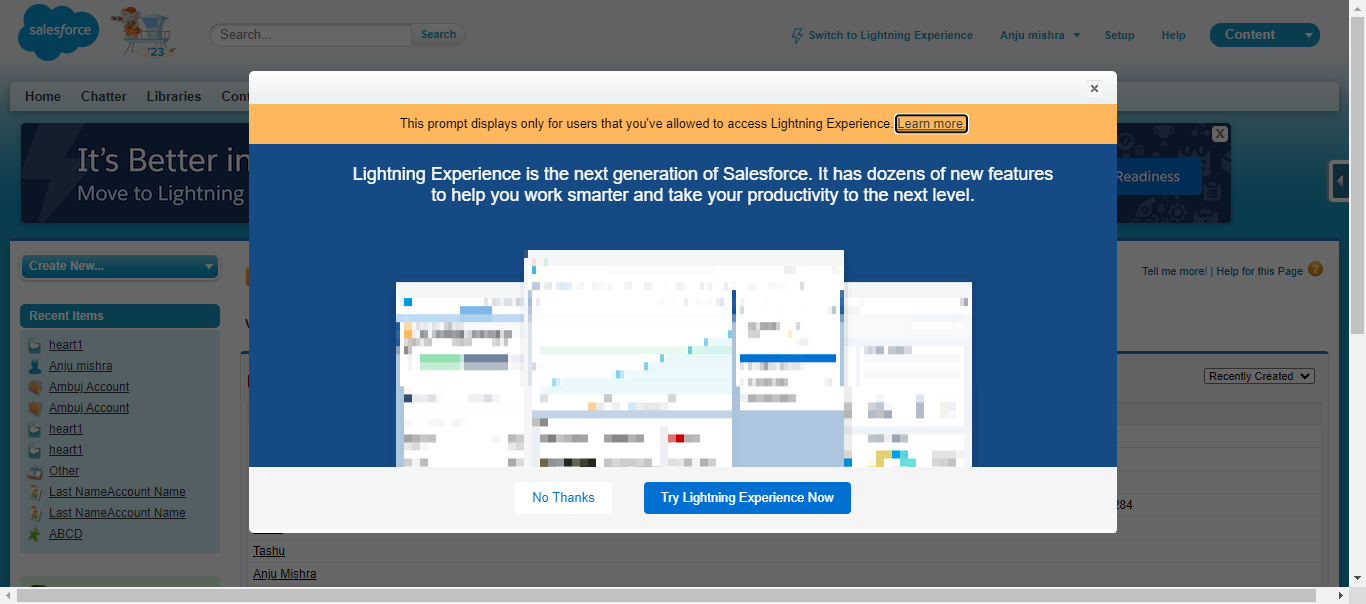 salesforce
'23
Search...
Search
Switch to Lightning Experience
Anju mishra
Setup
Help
Content
Home
Chatter
Libraries
Cont
It's Better in
Move to Lightning
Readiness
X
This prompt displays only for users that you've allowed to access Lightning Experience. Learn more.
Lightning Experience is the next generation of Salesforce. It has dozens of new features
to help you work smarter and take your productivity to the next level.
No Thanks
Try Lightning Experience Now
Create New...
Tell me more! | Help for this Page
?
Recent Items
heart1
Anju mishra
Ambuj Account
Ambuj Account
heart1
heart1
Other
Last NameAccount Name
Last NameAccount Name
ABCD
Recently Created
284
Tashu
Anju Mishra